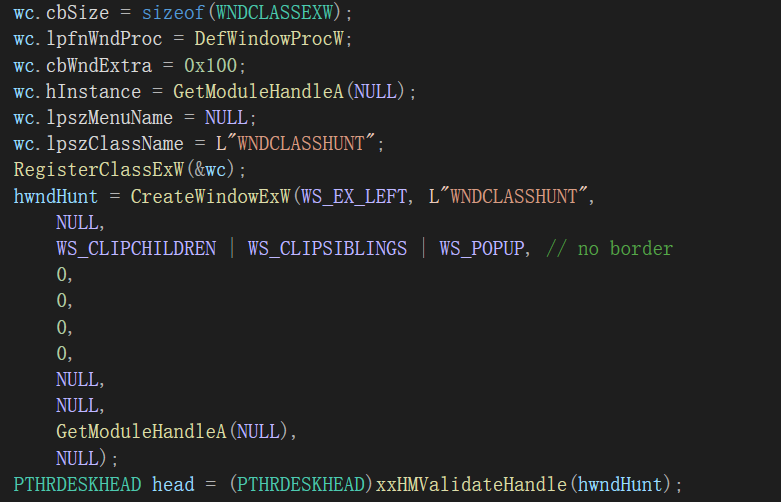 wc.cbSize = sizeof(WNDCLASSEXW);
wc.lpfnWndProc = DefWindowProcW;
wc.cbWndExtra = 0x100;
wc.hInstance = GetModuleHandleA(NULL);
wc.lpszMenuName = NULL;
wc.lpszClassName = L"WNDCLASSHUNT";
RegisterClassExW(&wc);
hwndHunt = CreateWindowExW(WS_EX_LEFT, L"WNDCLASSHUNT",
    NULL,
    WS_CLIPCHILDREN | WS_CLIPSIBLINGS | WS_POPUP, // no border
    0,
    0,
    0,
    0,
    NULL,
    NULL,
    GetModuleHandleA(NULL),
    NULL);
PTHRDESKHEAD head = (PTHRDESKHEAD)xxHMValidateHandle(hwndHunt);